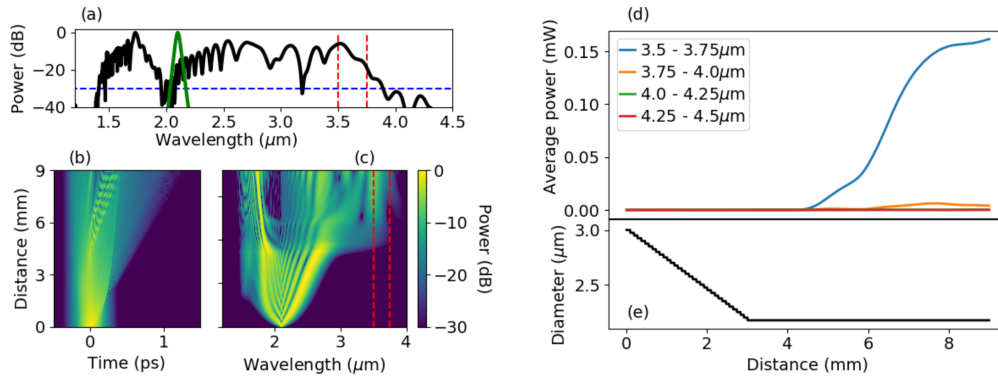 (a)
Power (dB)
0
−20
−40
1.5 2.0 2.5 3.0 3.5 4.0 4.5
Wavelength (μm)
(b)
Distance (mm)
9
6
3
0
0 1
Time (ps)
(c)
2 3 4
Wavelength (μm)
0
−10
−20
−30
Power (dB)
(d)
Average power (mW)
0.15
0.10
0.05
0.00
3.5 - 3.75μm
3.75 - 4.0μm
4.0 - 4.25μm
4.25 - 4.5μm
Diameter (μm)
3.0
2.5
(e)
0 2 4 6 8
Distance (mm)